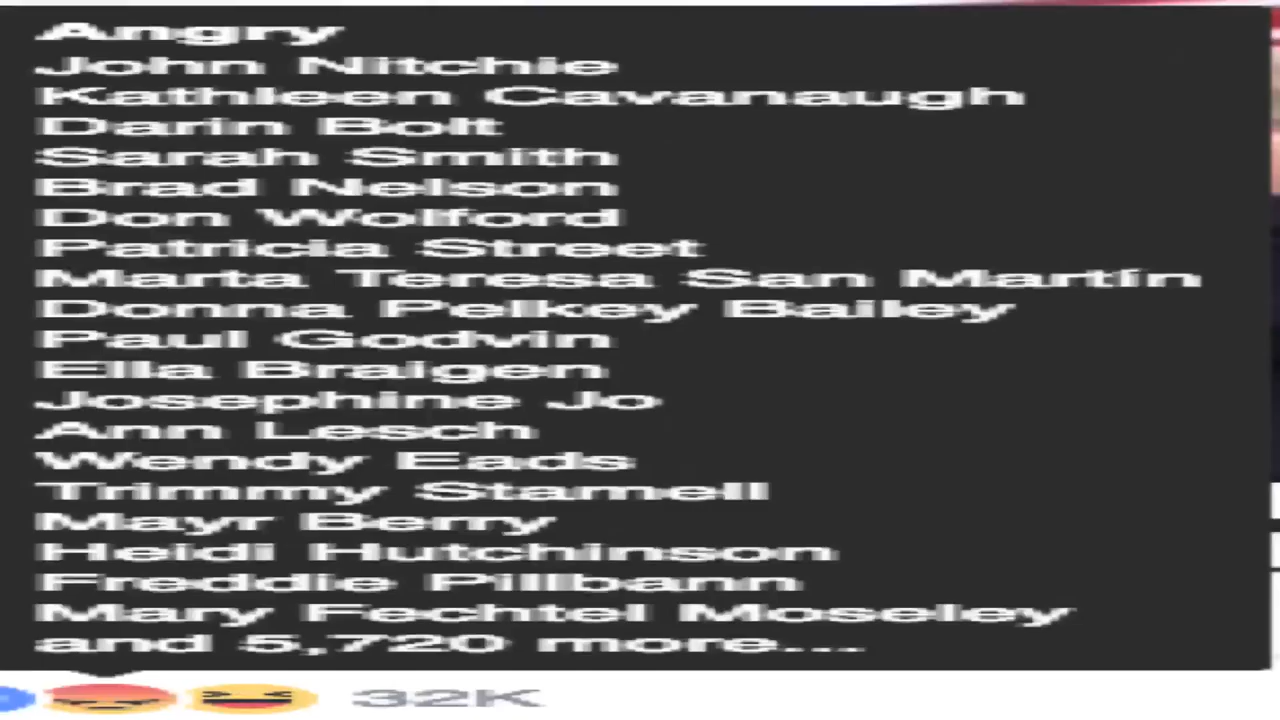 Angry
John Nitchie
Kathleen Cavanaugh
Darin Bolt
Sarah Smith
Brad Nelson
Don Wolford
Patricia Street
Marta Teresa San Martín
Donna Pelkey Bailey
Paul Godvin
Ella Braigen
Josephine Jo
Ann Lesch
Wendy Eads
Trimmy Stamell
Mayr Berry
Heidi Hutchinson
Freddie Pillbann
Mary Fechtel Moseley
and 5,720 more...
32K